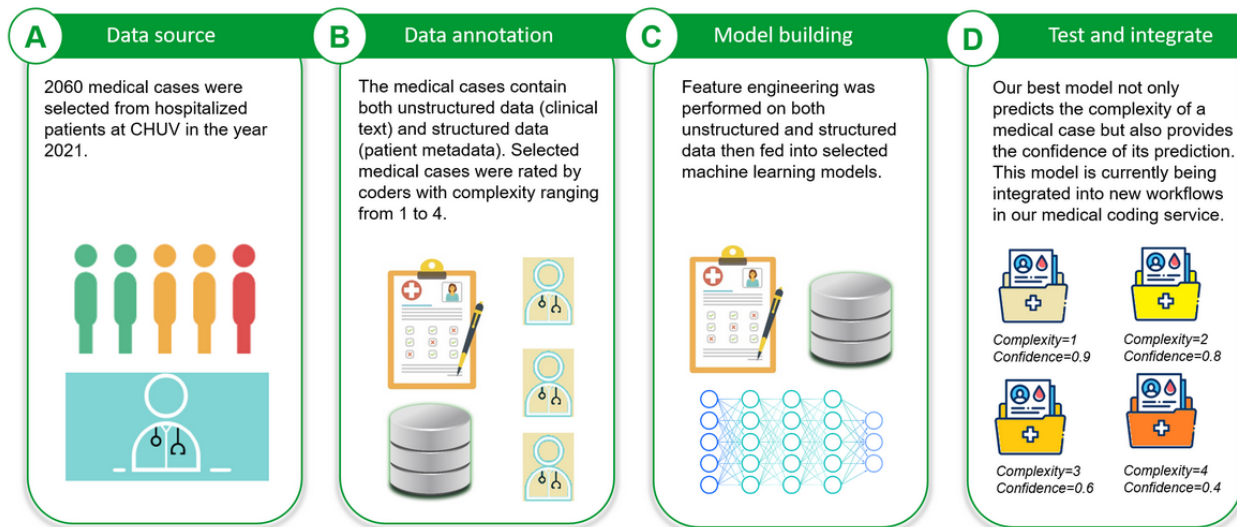 A
Data source
2060 medical cases were
selected from hospitalized
patients at CHUV in the year
2021.
B
Data annotation
The medical cases contain
both unstructured data (clinical
text) and structured data
(patient metadata). Selected
medical cases were rated by
coders with complexity ranging
from 1 to 4.
C
Model building
Feature engineering was
performed on both
unstructured and structured
data then fed into selected
machine learning models.
D
Test and integrate
Our best model not only
predicts the complexity of a
medical case but also provides
the confidence of its prediction.
This model is currently being
integrated into new workflows
in our medical coding service.
Complexity=1
Confidence=0.9
Complexity=2
Confidence=0.8
Complexity=3
Confidence=0.6
Complexity=4
Confidence=0.4